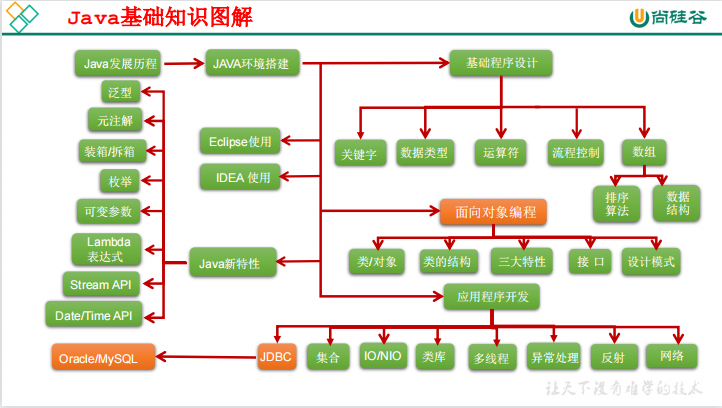 Java基础知识图解
尚硅谷
Java发展历程
JAVA环境搭建
基础程序设计
泛型
元注解
装箱/拆箱
枚举
可变参数
Lambda
表达式
Stream API
Date/Time API
Eclipse使用
IDEA 使用
Java新特性
关键字
数据类型
运算符
流程控制
数组
排序
算法
数据
结构
面向对象编程
类/对象
类的结构
三大特性
接 口
设计模式
应用程序开发
Oracle/MySQL
JDBC
集合
IO/NIO
类库
多线程
异常处理
反射
网络
让天下没有难学的技术